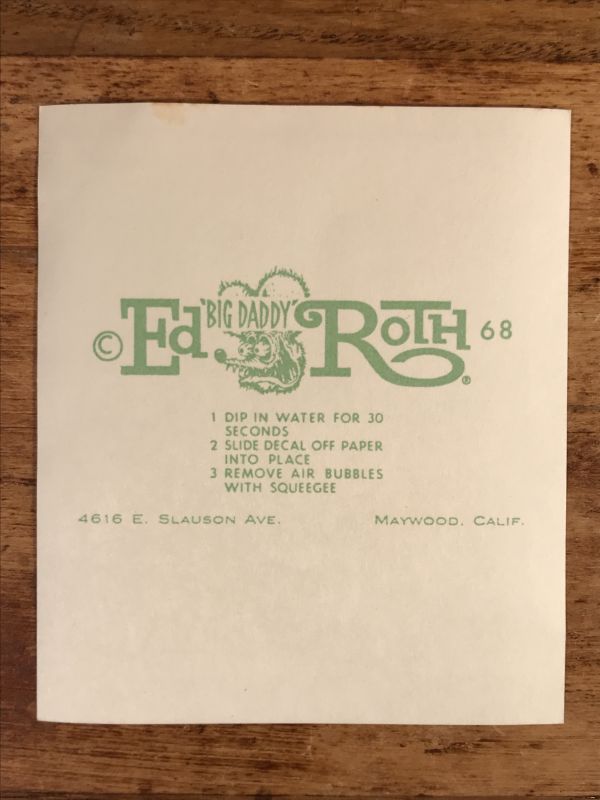 © Ed "BIG DADDY" ROTH ® 68
1 DIP IN WATER FOR 30
SECONDS
2 SLIDE DECAL OFF PAPER
INTO PLACE
3 REMOVE AIR BUBBLES
WITH SQUEEGEE
4616 E. SLAUSON AVE. MAYWOOD, CALIF.